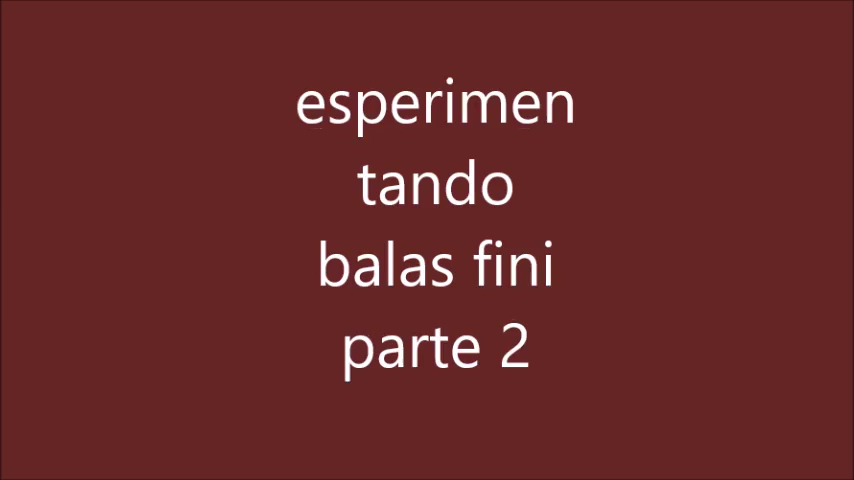 esperimen
tando
balas fini
parte 2